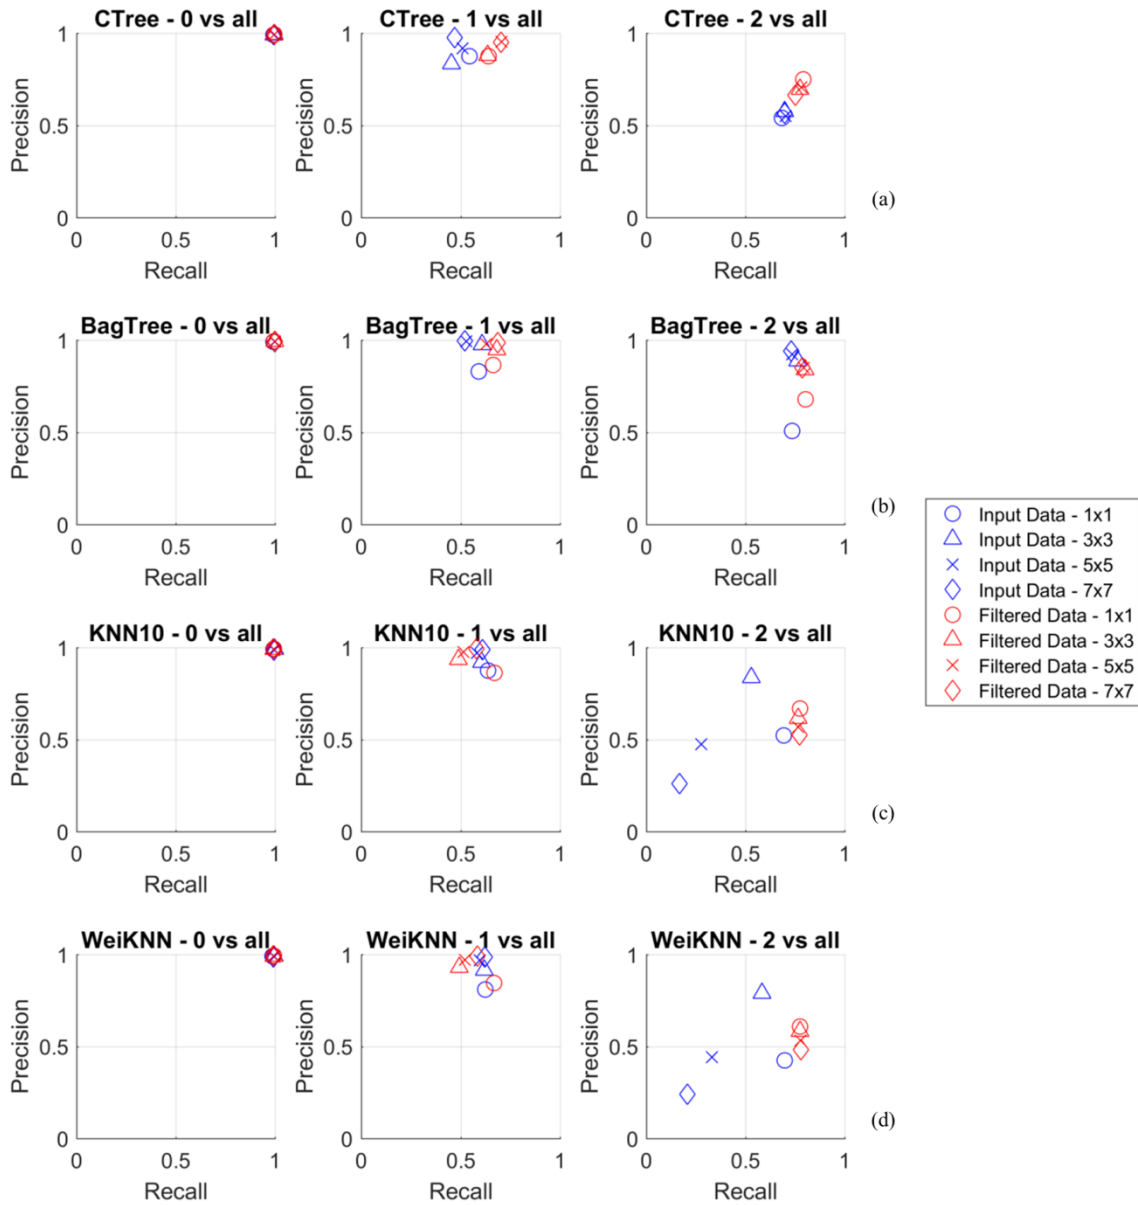 CTree - 0 vs all
CTree - 1 vs all
CTree - 2 vs all
1
0.5
0
Precision
0
0.5
1
Recall
1
0.5
0
Precision
0
0.5
1
Recall
1
0.5
0
Precision
0
0.5
1
Recall
(a)
BagTree - 0 vs all
BagTree - 1 vs all
BagTree - 2 vs all
1
0.5
0
Precision
0
0.5
1
Recall
1
0.5
0
Precision
0
0.5
1
Recall
1
0.5
0
Precision
0
0.5
1
Recall
(b)
Input Data - 1x1
Input Data - 3x3
Input Data - 5x5
Input Data - 7x7
Filtered Data - 1x1
Filtered Data - 3x3
Filtered Data - 5x5
Filtered Data - 7x7
KNN10 - 0 vs all
KNN10 - 1 vs all
KNN10 - 2 vs all
1
0.5
0
Precision
0
0.5
1
Recall
1
0.5
0
Precision
0
0.5
1
Recall
1
0.5
0
Precision
0
0.5
1
Recall
(c)
WeiKNN - 0 vs all
WeiKNN - 1 vs all
WeiKNN - 2 vs all
1
0.5
0
Precision
0
0.5
1
Recall
1
0.5
0
Precision
0
0.5
1
Recall
1
0.5
0
Precision
0
0.5
1
Recall
(d)